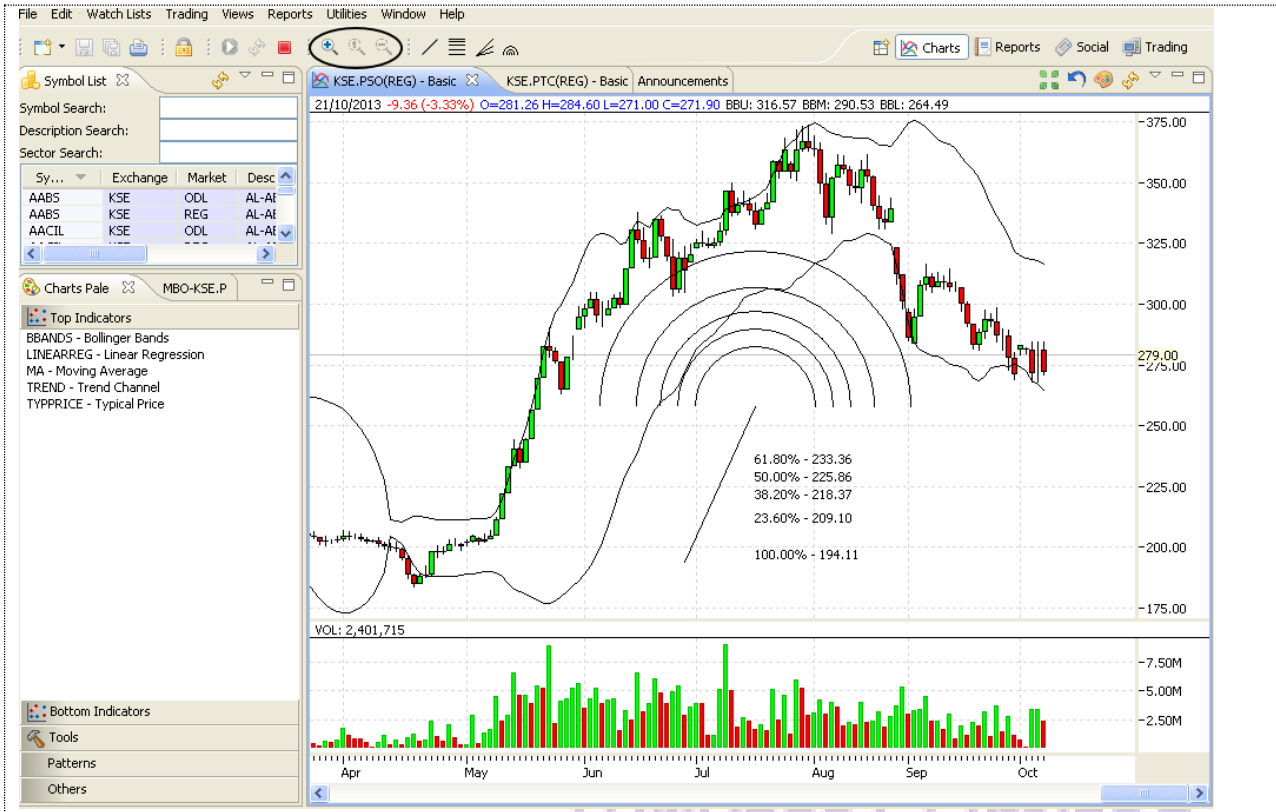 File Edit Watch Lists Trading Views Reports Utilities Window Help
Charts Reports Social Trading
Symbol List
Symbol Search:
Description Search:
Sector Search:
Sy... Exchange Market Desc
AABS KSE ODL AL-AB
AABS KSE REG AL-AB
AACIL KSE ODL AL-AB
Charts Pale MBO-KSE.P
Top Indicators
BBANDS - Bollinger Bands
LINEARREG - Linear Regression
MA - Moving Average
TREND - Trend Channel
TYPPRICE - Typical Price
Bottom Indicators
Tools
Patterns
Others
KSE.PSO(REG) - Basic KSE.PTC(REG) - Basic Announcements
21/10/2013 -9.36 (-3.33%) O=281.26 H=284.60 L=271.00 C=271.90 BBU: 316.57 BBM: 290.53 BBL: 264.49
375.00
350.00
325.00
300.00
279.00
275.00
250.00
225.00
200.00
175.00
61.80% - 233.36
50.00% - 225.86
38.20% - 218.37
23.60% - 209.10
100.00% - 194.11
VOL: 2,401,715
7.50M
5.00M
2.50M
Apr May Jun Jul Aug Sep Oct